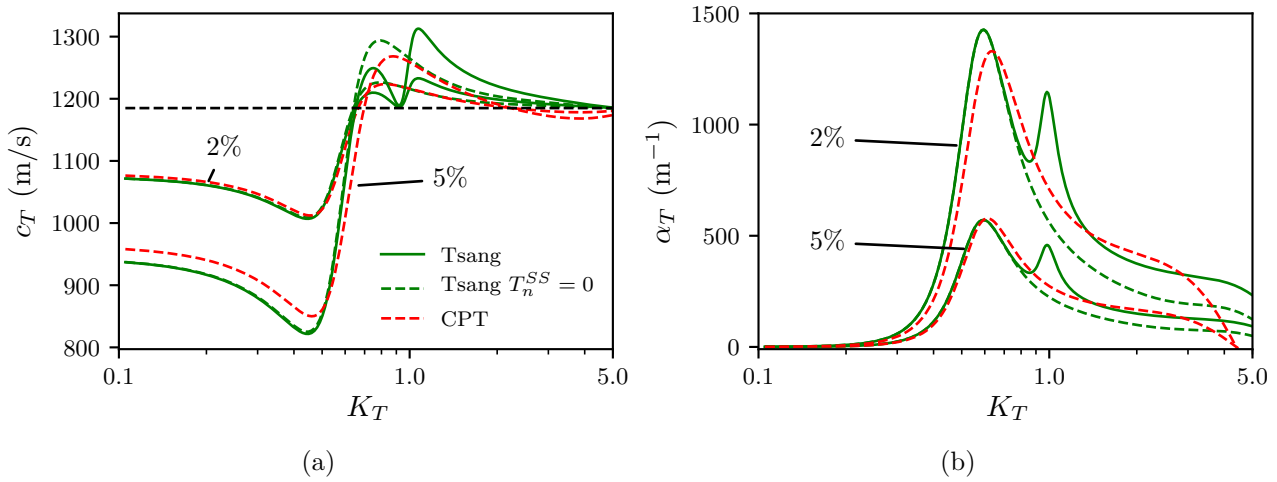 1300
1200
1100
1000
900
800
0.1
1.0
5.0
c_T (m/s)
K_T
2%
5%
Tsang
Tsang T_n^{SS} = 0
CPT
(a)
1500
1000
500
0
0.1
1.0
5.0
α_T (m^{−1})
K_T
2%
5%
(b)